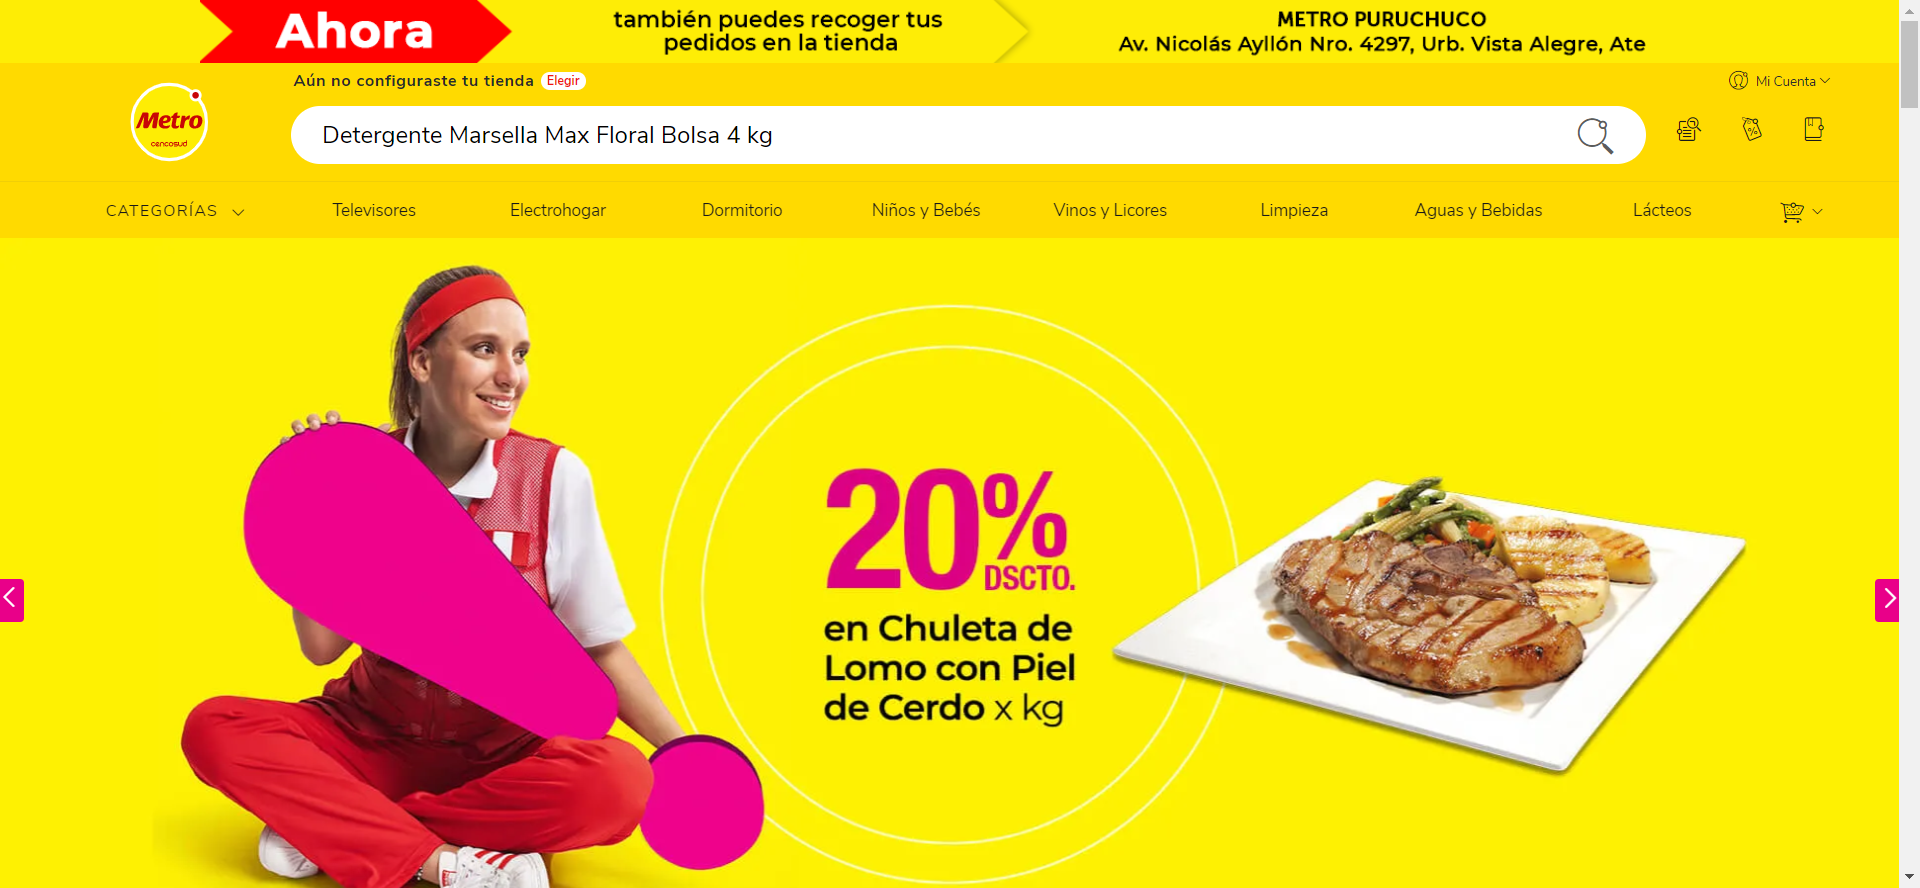 Ahora
también puedes recoger tus
pedidos en la tienda
METRO PURUCHUCO
Av. Nicolás Ayllón Nro. 4297, Urb. Vista Alegre, Ate
Aún no configuraste tu tienda Elegir
Mi Cuenta
Metro
cencosud
Detergente Marsella Max Floral Bolsa 4 kg
CATEGORÍAS
Televisores
Electrohogar
Dormitorio
Niños y Bebés
Vinos y Licores
Limpieza
Aguas y Bebidas
Lácteos
20%
DSCTO.
en Chuleta de
Lomo con Piel
de Cerdo x kg